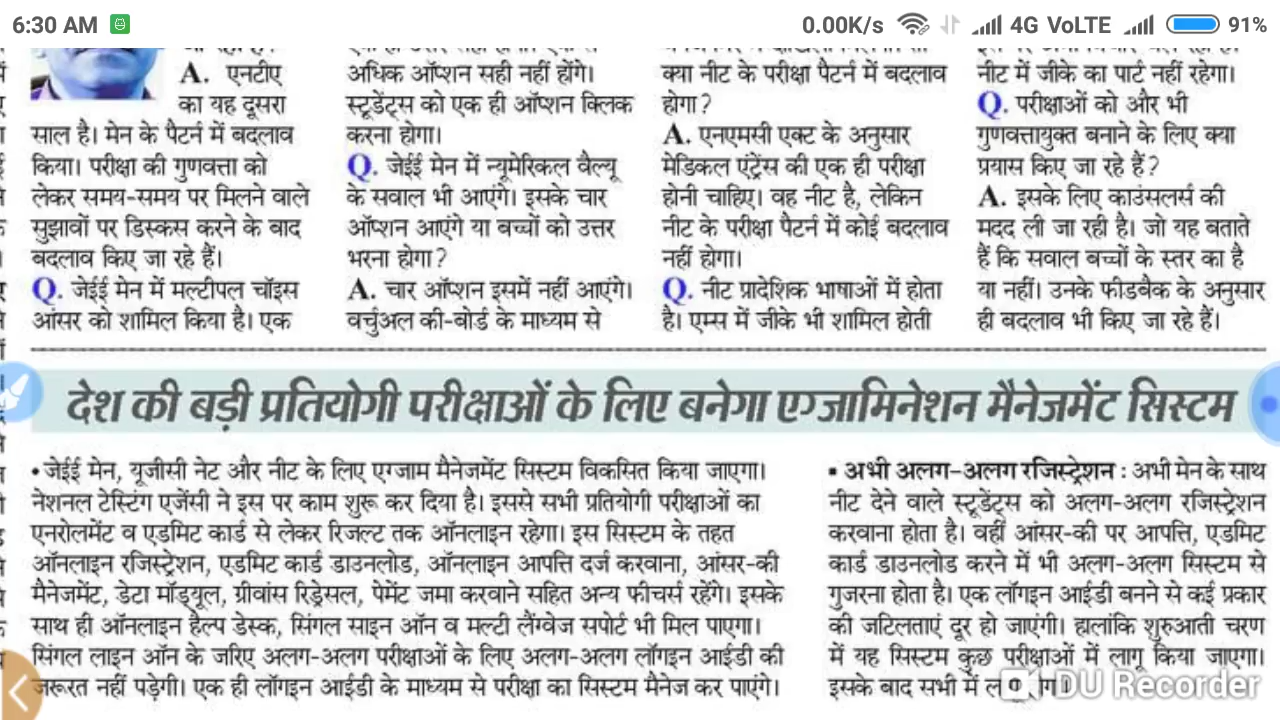 6:30 AM
0.00K/s 4G VoLTE 91%
A. एनटीए
का यह दूसरा
साल है। मेन के पैटर्न में बदलाव
किया। परीक्षा की गुणवत्ता को
लेकर समय-समय पर मिलने वाले
सुझावों पर डिस्कस करने के बाद
बदलाव किए जा रहे हैं।
Q. जेईई मेन में मल्टीपल चॉइस
आंसर को शामिल किया है। एक
अधिक ऑप्शन सही नहीं होंगे।
स्टूडेंट्स को एक ही ऑप्शन क्लिक
करना होगा।
Q. जेईई मेन में न्यूमेरिकल वैल्यू
के सवाल भी आएंगे। इसके चार
ऑप्शन आएंगे या बच्चों को उत्तर
भरना होगा?
A. चार ऑप्शन इसमें नहीं आएंगे।
वर्चुअल की-बोर्ड के माध्यम से
क्या नीट के परीक्षा पैटर्न में बदलाव
होगा?
A. एनएमसी एक्ट के अनुसार
मेडिकल एंट्रेंस की एक ही परीक्षा
होनी चाहिए। वह नीट है, लेकिन
नीट के परीक्षा पैटर्न में कोई बदलाव
नहीं होगा।
Q. नीट प्रादेशिक भाषाओं में होता
है। एम्स में जीके भी शामिल होती
नीट में जीके का पार्ट नहीं रहेगा।
Q. परीक्षाओं को और भी
गुणवत्तायुक्त बनाने के लिए क्या
प्रयास किए जा रहे हैं?
A. इसके लिए काउंसलर्स की
मदद ली जा रही है। जो यह बताते
हैं कि सवाल बच्चों के स्तर का है
या नहीं। उनके फीडबैक के अनुसार
ही बदलाव भी किए जा रहे हैं।
देश की बड़ी प्रतियोगी परीक्षाओं के लिए बनेगा एग्जामिनेशन मैनेजमेंट सिस्टम
• जेईई मेन, यूजीसी नेट और नीट के लिए एग्जाम मैनेजमेंट सिस्टम विकसित किया जाएगा।
नेशनल टेस्टिंग एजेंसी ने इस पर काम शुरू कर दिया है। इससे सभी प्रतियोगी परीक्षाओं का
एनरोलमेंट व एडमिट कार्ड से लेकर रिजल्ट तक ऑनलाइन रहेगा। इस सिस्टम के तहत
ऑनलाइन रजिस्ट्रेशन, एडमिट कार्ड डाउनलोड, ऑनलाइन आपत्ति दर्ज करवाना, आंसर-की
मैनेजमेंट, डेटा मॉड्यूल, ग्रीवांस रिड्रेसल, पेमेंट जमा करवाने सहित अन्य फीचर्स रहेंगे। इसके
साथ ही ऑनलाइन हैल्प डेस्क, सिंगल साइन ऑन व मल्टी लैंग्वेज सपोर्ट भी मिल पाएगा।
सिंगल लाइन ऑन के जरिए अलग-अलग परीक्षाओं के लिए अलग-अलग लॉगइन आईडी की
जरूरत नहीं पड़ेगी। एक ही लॉगइन आईडी के माध्यम से परीक्षा का सिस्टम मैनेज कर पाएंगे।
▪ अभी अलग-अलग रजिस्ट्रेशन : अभी मेन के साथ
नीट देने वाले स्टूडेंट्स को अलग-अलग रजिस्ट्रेशन
करवाना होता है। वहीं आंसर-की पर आपत्ति, एडमिट
कार्ड डाउनलोड करने में भी अलग-अलग सिस्टम से
गुजरना होता है। एक लॉगइन आईडी बनने से कई प्रकार
की जटिलताएं दूर हो जाएंगी। हालांकि शुरुआती चरण
में यह सिस्टम कुछ परीक्षाओं में लागू किया जाएगा।
इसके बाद सभी में
DU Recorder